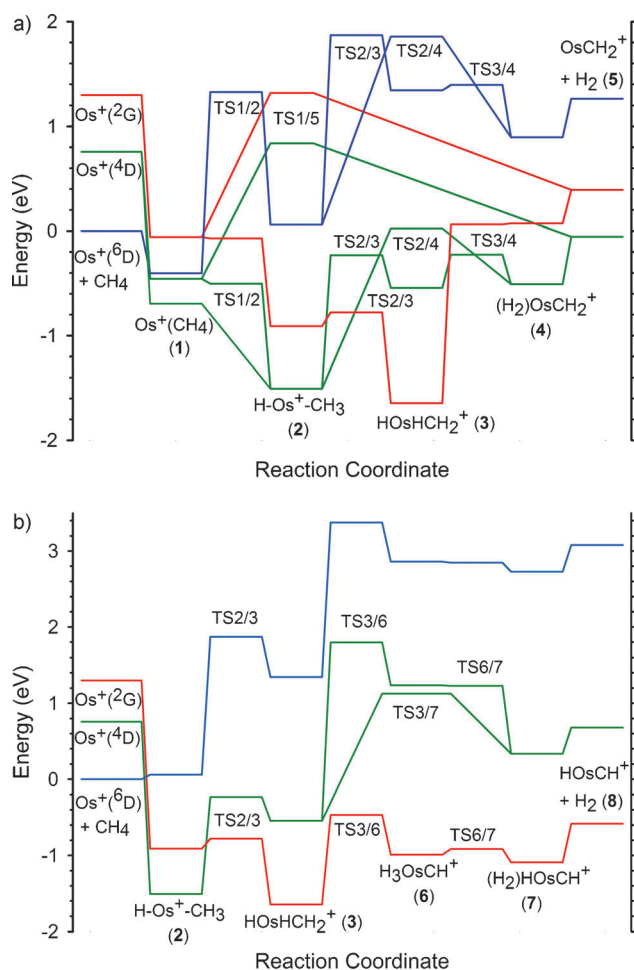 a)
2
1
0
-1
-2
Energy (eV)
Os⁺(²G)
Os⁺(⁴D)
Os⁺(⁶D)
+ CH₄
TS1/2
TS1/5
TS2/3
TS2/4
TS3/4
OsCH₂⁺
+ H₂ (5)
TS1/2
Os⁺(CH₄)
(1)
TS2/3
TS2/4
TS3/4
TS2/3
(H₂)OsCH₂⁺
(4)
H-Os⁺-CH₃
(2)
HOsHCH₂⁺ (3)
Reaction Coordinate
b)
3
2
1
0
-1
-2
Energy (eV)
Os⁺(²G)
Os⁺(⁴D)
Os⁺(⁶D)
+ CH₄
TS2/3
TS3/6
TS6/7
TS3/7
HOsCH⁺
+ H₂ (8)
TS2/3
TS3/6
TS6/7
H₃OsCH⁺
(6)
(H₂)HOsCH⁺
(7)
H-Os⁺-CH₃
(2)
HOsHCH₂⁺ (3)
Reaction Coordinate